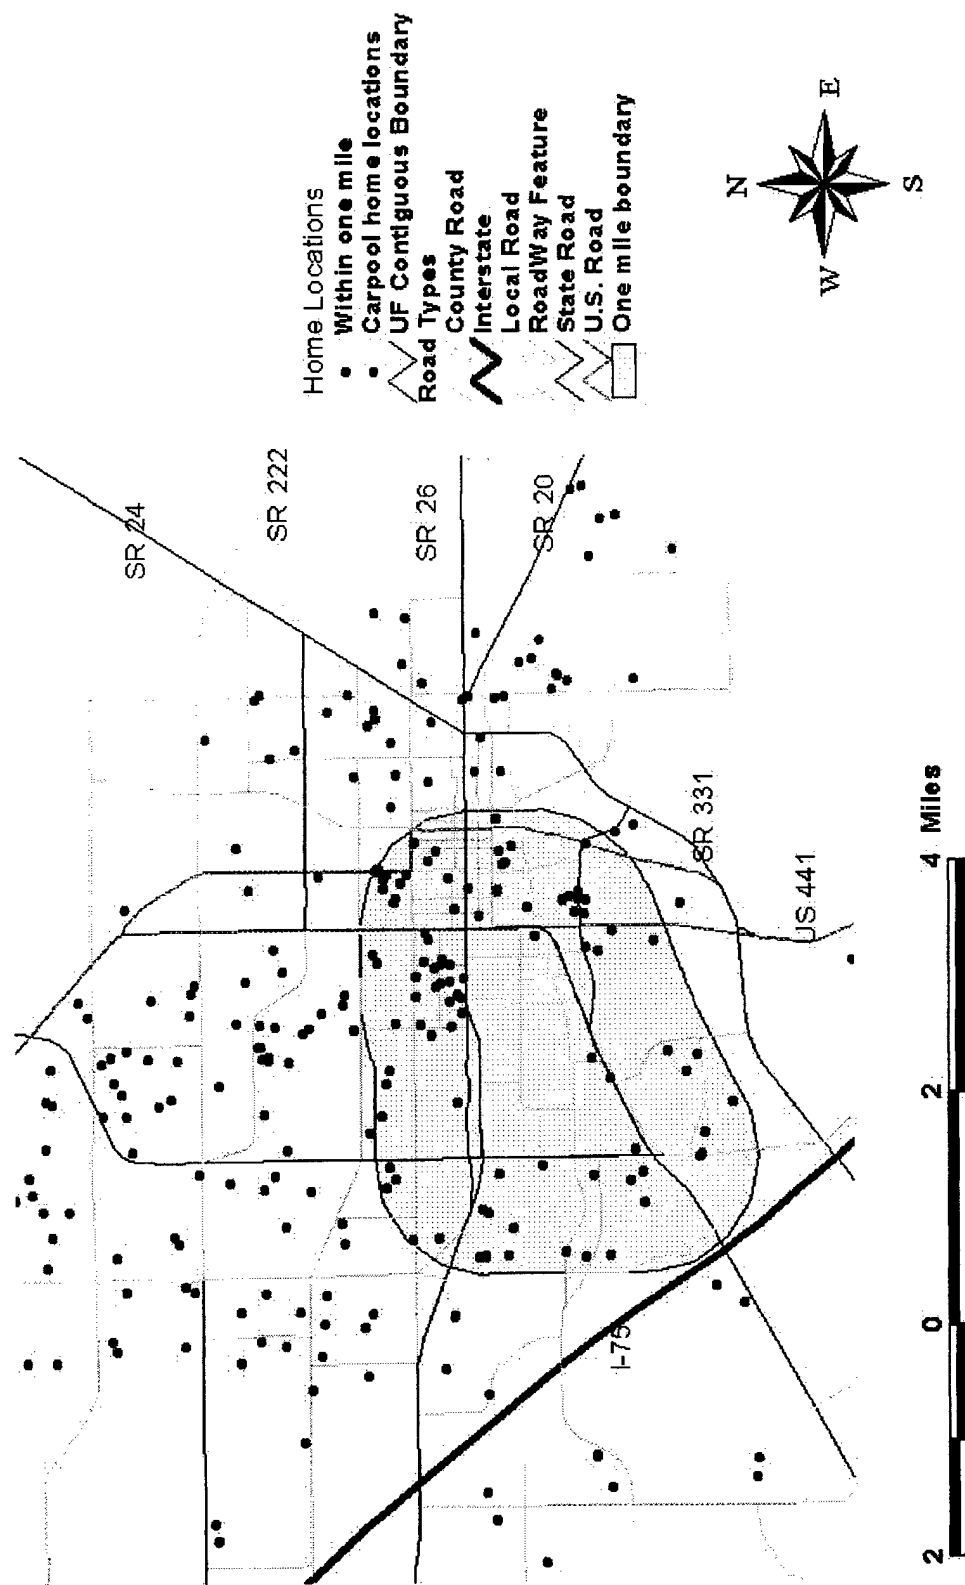 Home Locations
Within one mile
Carpool home locations
UF Contiguous Boundary
Road Types
County Road
Interstate
Local Road
RoadWay Feature
State Road
U.S. Road
One mile boundary
N
W
E
S
SR 24
SR 222
SR 26
SR 20
SR 331
US 441
I-75
2
0
2
4
Miles